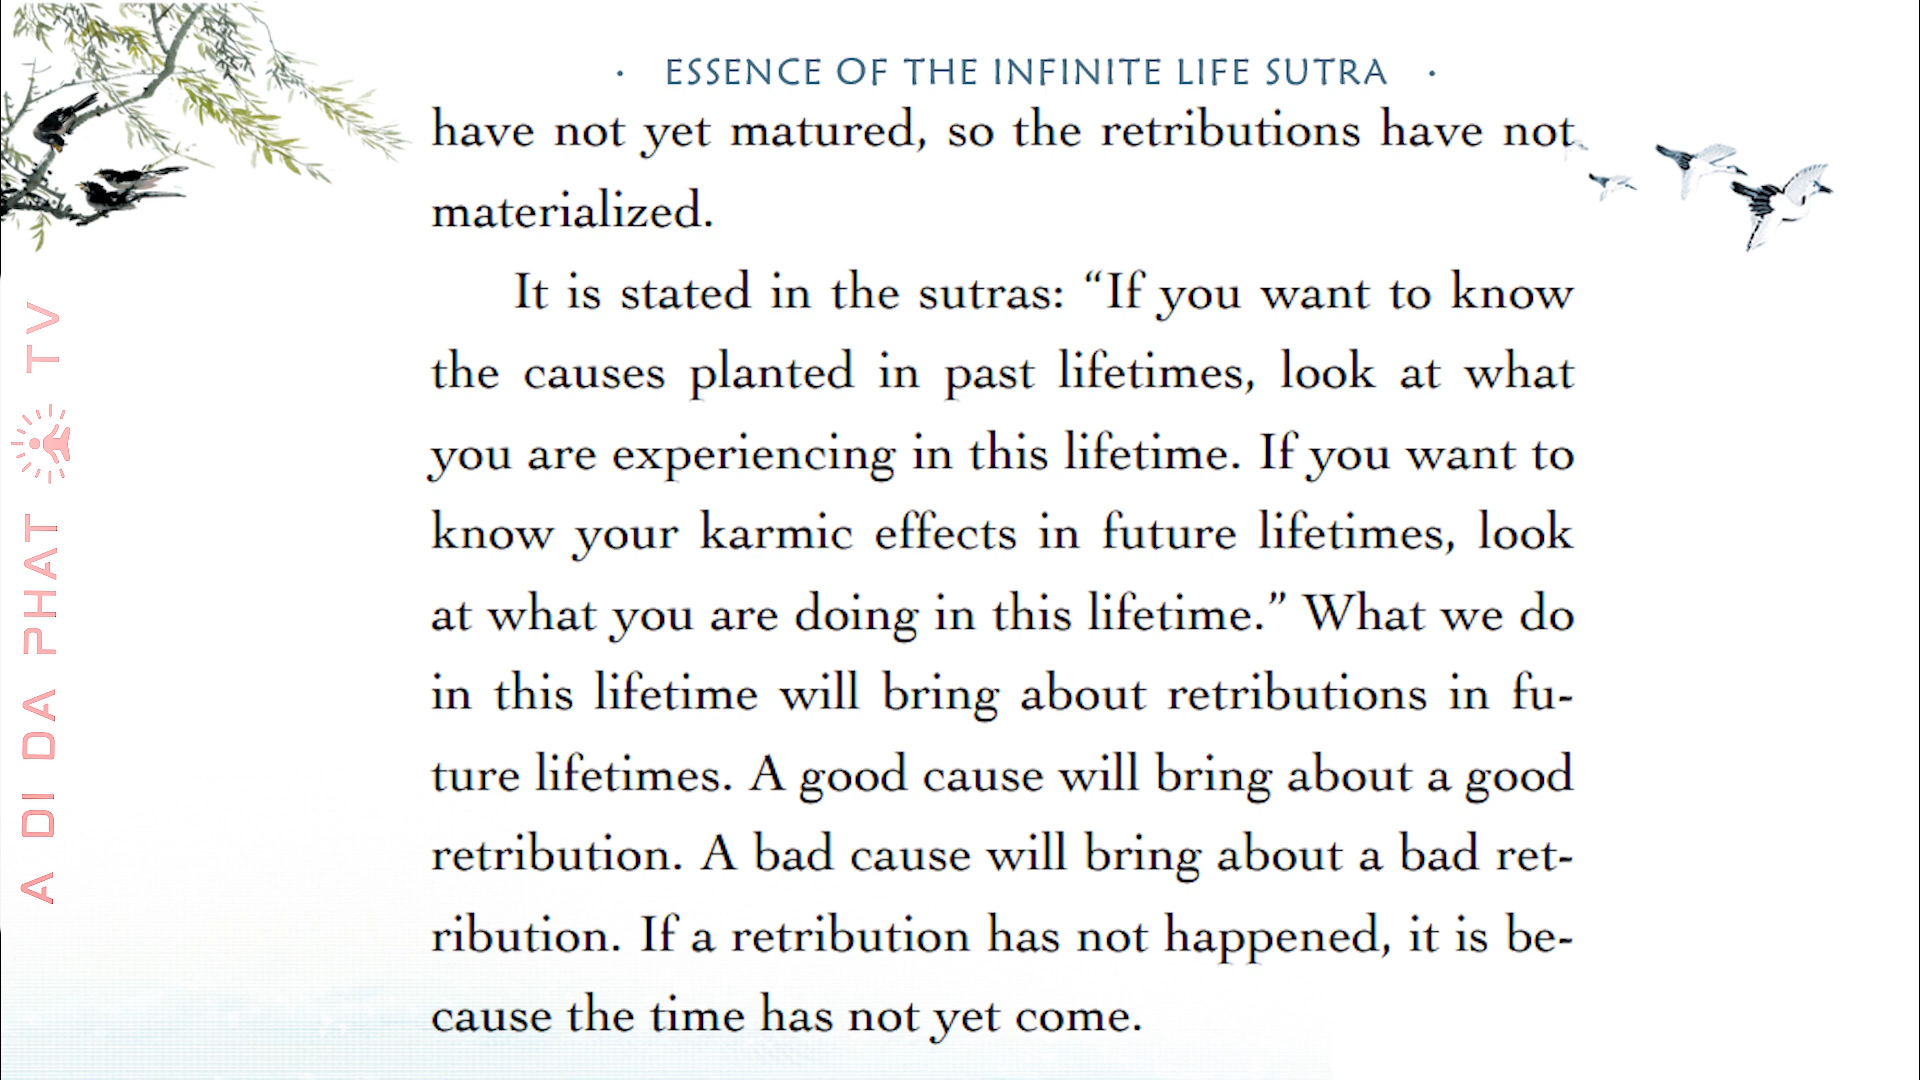 · ESSENCE OF THE INFINITE LIFE SUTRA ·
have not yet matured, so the retributions have not
materialized.
It is stated in the sutras: “If you want to know
the causes planted in past lifetimes, look at what
you are experiencing in this lifetime. If you want to
know your karmic effects in future lifetimes, look
at what you are doing in this lifetime.” What we do
in this lifetime will bring about retributions in fu-
ture lifetimes. A good cause will bring about a good
retribution. A bad cause will bring about a bad ret-
ribution. If a retribution has not happened, it is be-
cause the time has not yet come.
A DI DA PHAT TV